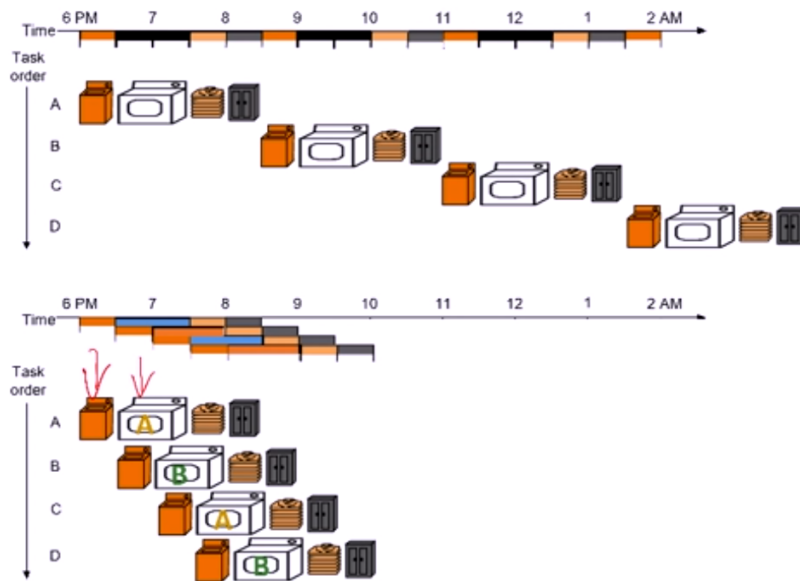 6 PM 7 8 9 10 11 12 1 2 AM
Time
Task
order
A
B
C
D
6 PM 7 8 9 10 11 12 1 2 AM
Time
Task
order
A A
B B
C A
D B